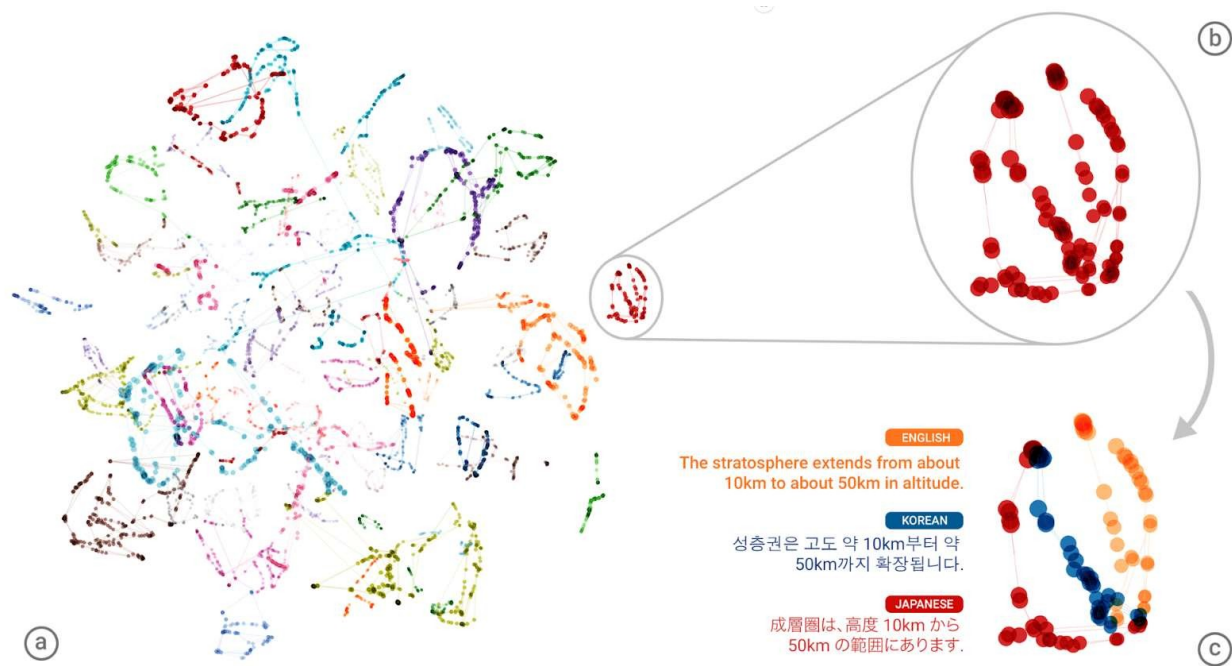 b
ENGLISH
The stratosphere extends from about
10km to about 50km in altitude.
KOREAN
성층권은 고도 약 10km부터 약
50km까지 확장됩니다.
JAPANESE
成層圏は、高度 10km から
50km の範囲にあります。
a
c